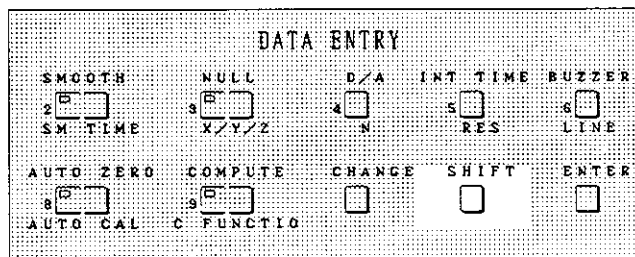 DATA ENTRY
SMOOTH NULL D/A INT TIME BUZZER
2 3 4 5 6
SM TIME X/Y/Z N RES LINE
AUTO ZERO COMPUTE CHANGE SHIFT ENTER
8 9
AUTO CAL C FUNCTIO